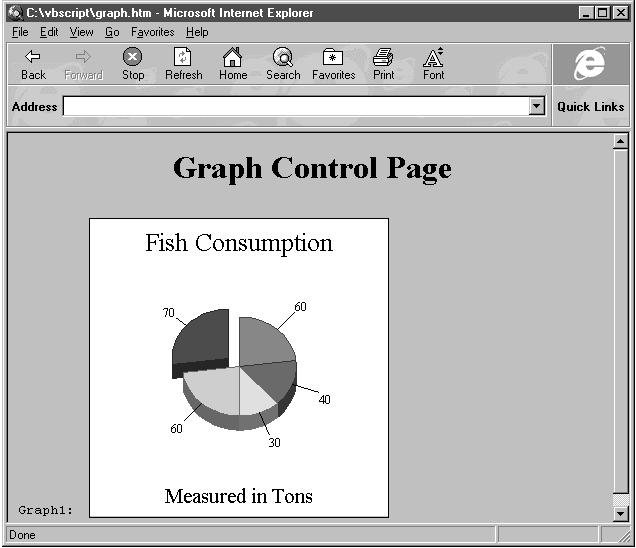 C:\vbscript\graph.htm - Microsoft Internet Explorer
File Edit View Go Favorites Help
Back Forward Stop Refresh Home Search Favorites Print Font
Address Quick Links
Graph Control Page
Fish Consumption
70 60
40
60 30
Measured in Tons
Graph1:
Done